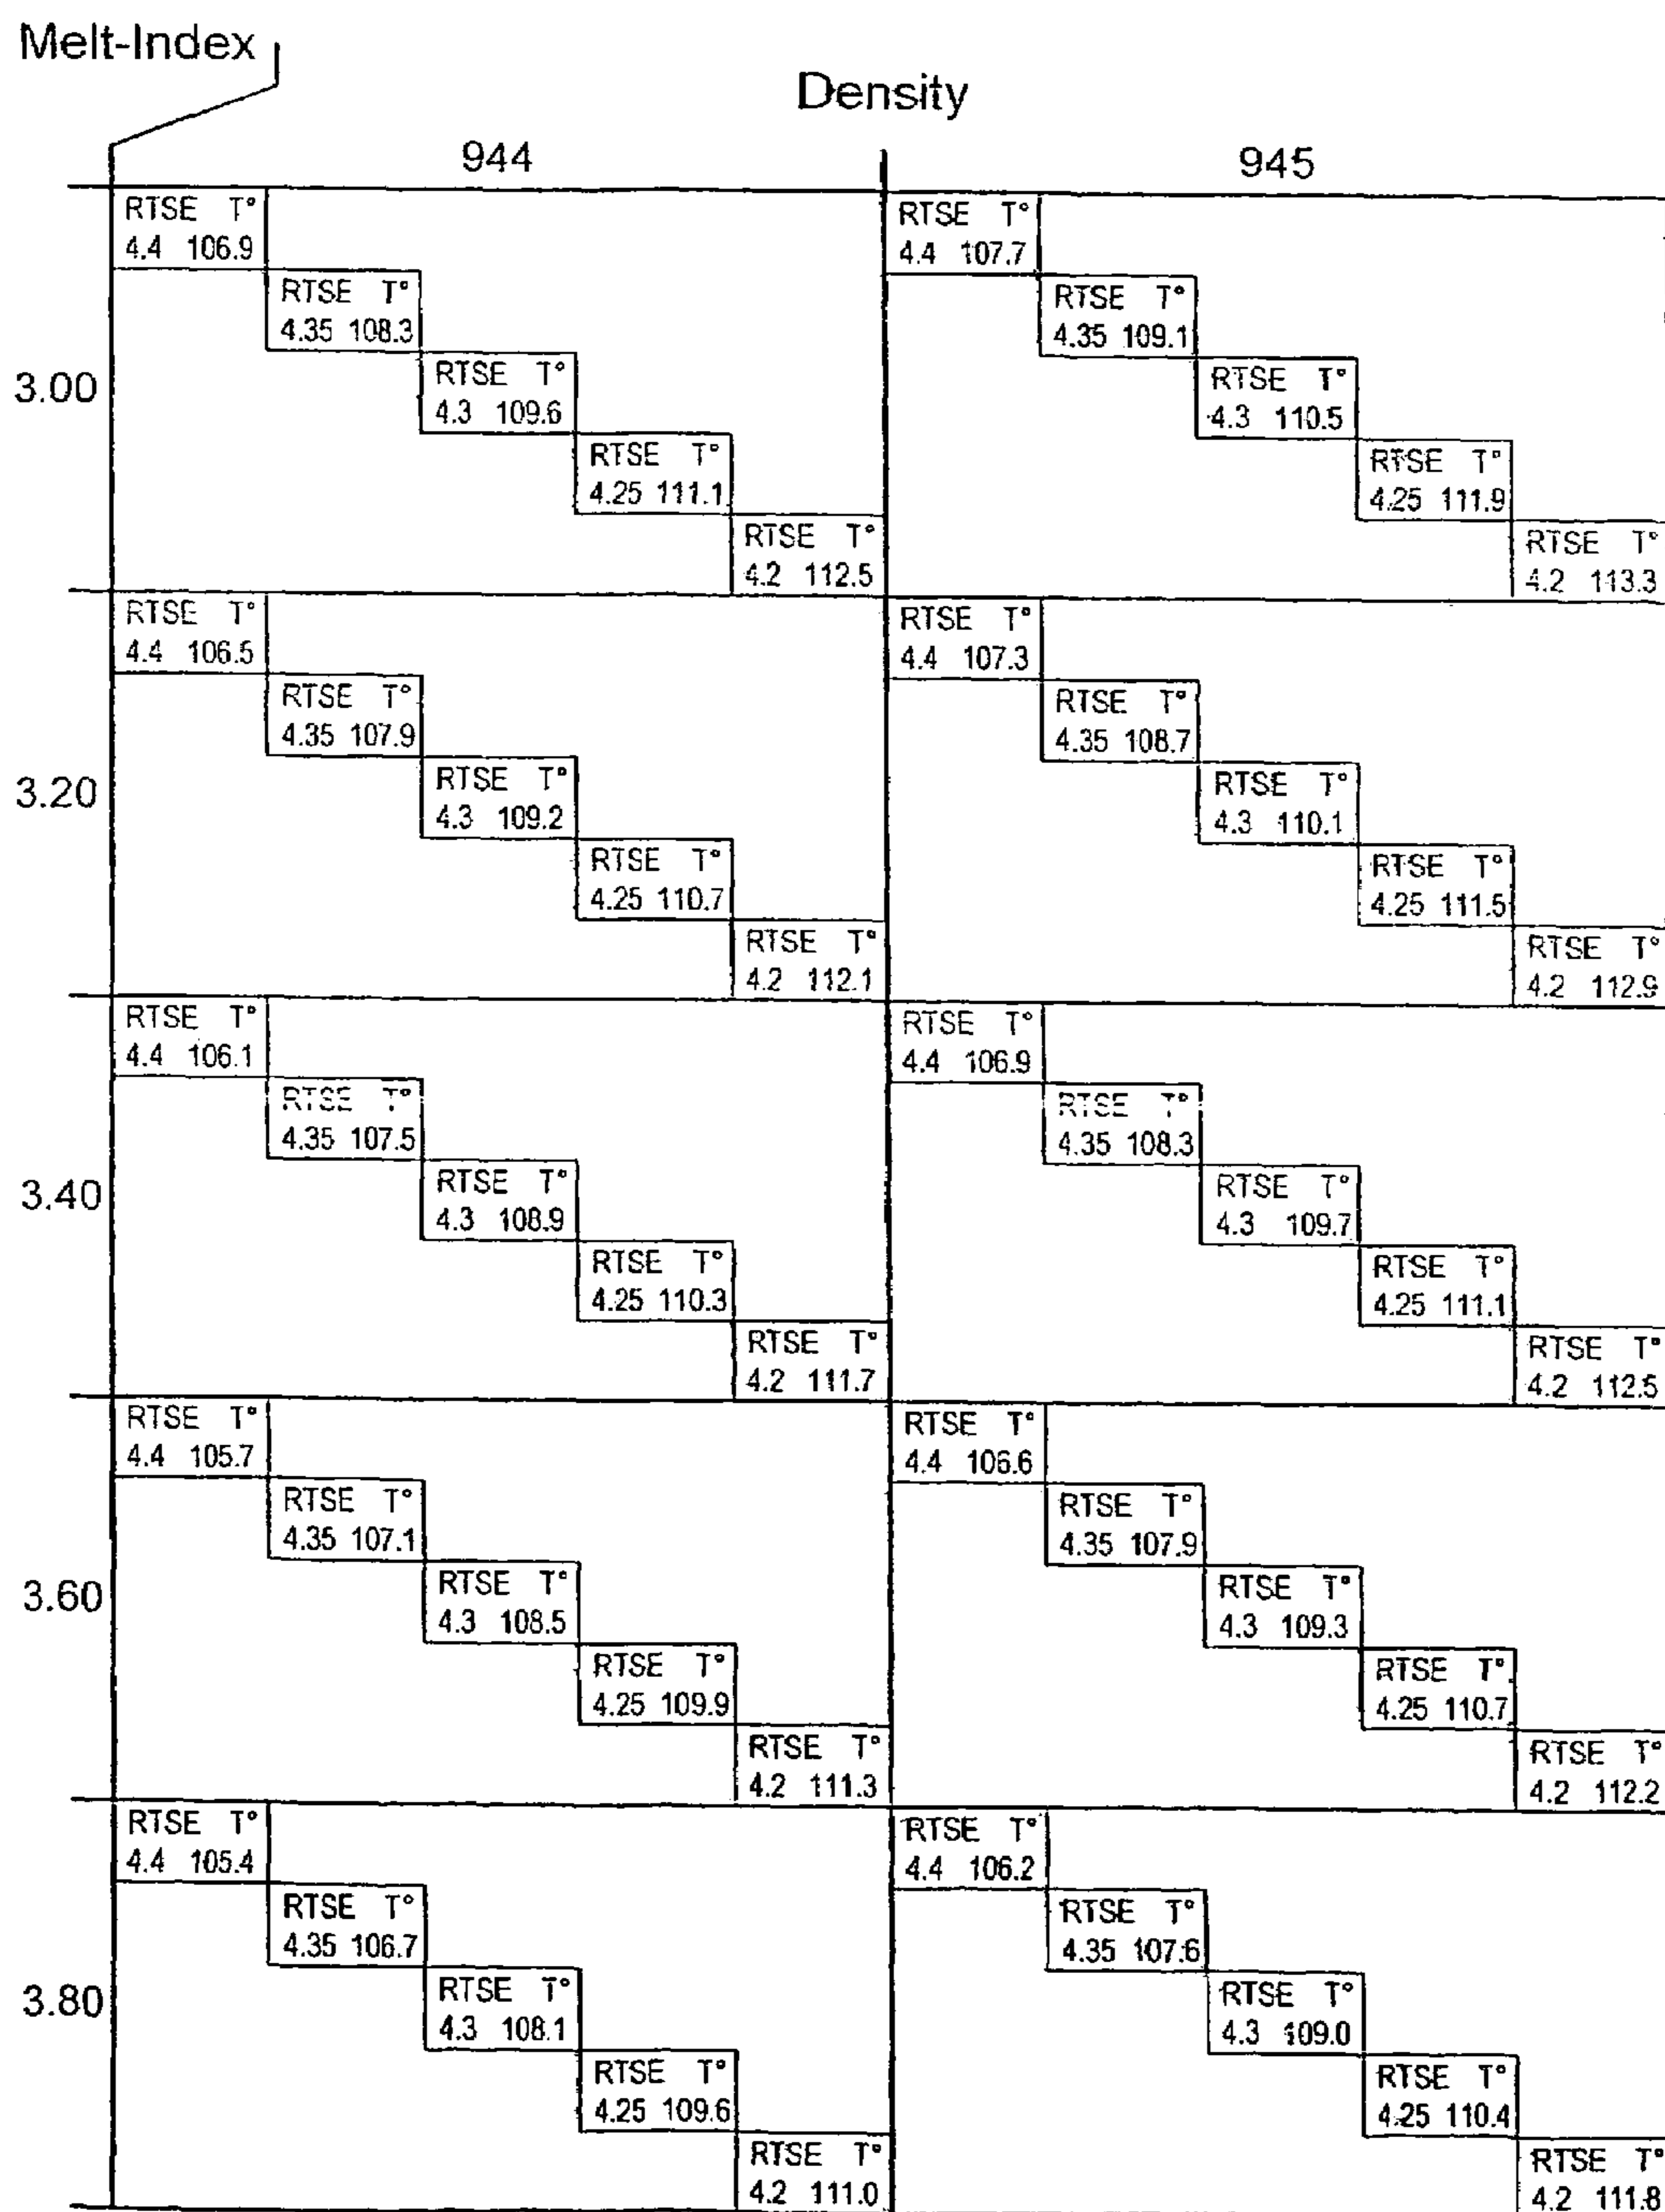 Melt-Index
Density
944 945
RTSE T° RTSE T°
4.4 106.9 4.4 107.7
RTSE T° RTSE T°
4.35 108.3 4.35 109.1
3.00
RTSE T° RTSE T°
4.3 109.6 4.3 110.5
RTSE T° RTSE T°
4.25 111.1 4.25 111.9
RTSE T° RTSE T°
4.2 112.5 4.2 113.3
RTSE T° RTSE T°
4.4 106.5 4.4 107.3
RTSE T° RTSE T°
4.35 107.9 4.35 108.7
3.20
RTSE T° RTSE T°
4.3 109.2 4.3 110.1
RTSE T° RTSE T°
4.25 110.7 4.25 111.5
RTSE T° RTSE T°
4.2 112.1 4.2 112.9
RTSE T° RTSE T°
4.4 106.1 4.4 106.9
RTSE T° RTSE T°
4.35 107.5 4.35 108.3
3.40
RTSE T° RTSE T°
4.3 108.9 4.3 109.7
RTSE T° RTSE T°
4.25 110.3 4.25 111.1
RTSE T° RTSE T°
4.2 111.7 4.2 112.5
RTSE T° RTSE T°
4.4 105.7 4.4 106.6
RTSE T° RTSE T°
4.35 107.1 4.35 107.9
3.60
RTSE T° RTSE T°
4.3 108.5 4.3 109.3
RTSE T° RTSE T°
4.25 109.9 4.25 110.7
RTSE T° RTSE T°
4.2 111.3 4.2 112.2
RTSE T° RTSE T°
4.4 105.4 4.4 106.2
RTSE T° RTSE T°
4.35 106.7 4.35 107.6
3.80
RTSE T° RTSE T°
4.3 108.1 4.3 109.0
RTSE T° RTSE T°
4.25 109.6 4.25 110.4
RTSE T° RTSE T°
4.2 111.0 4.2 111.8